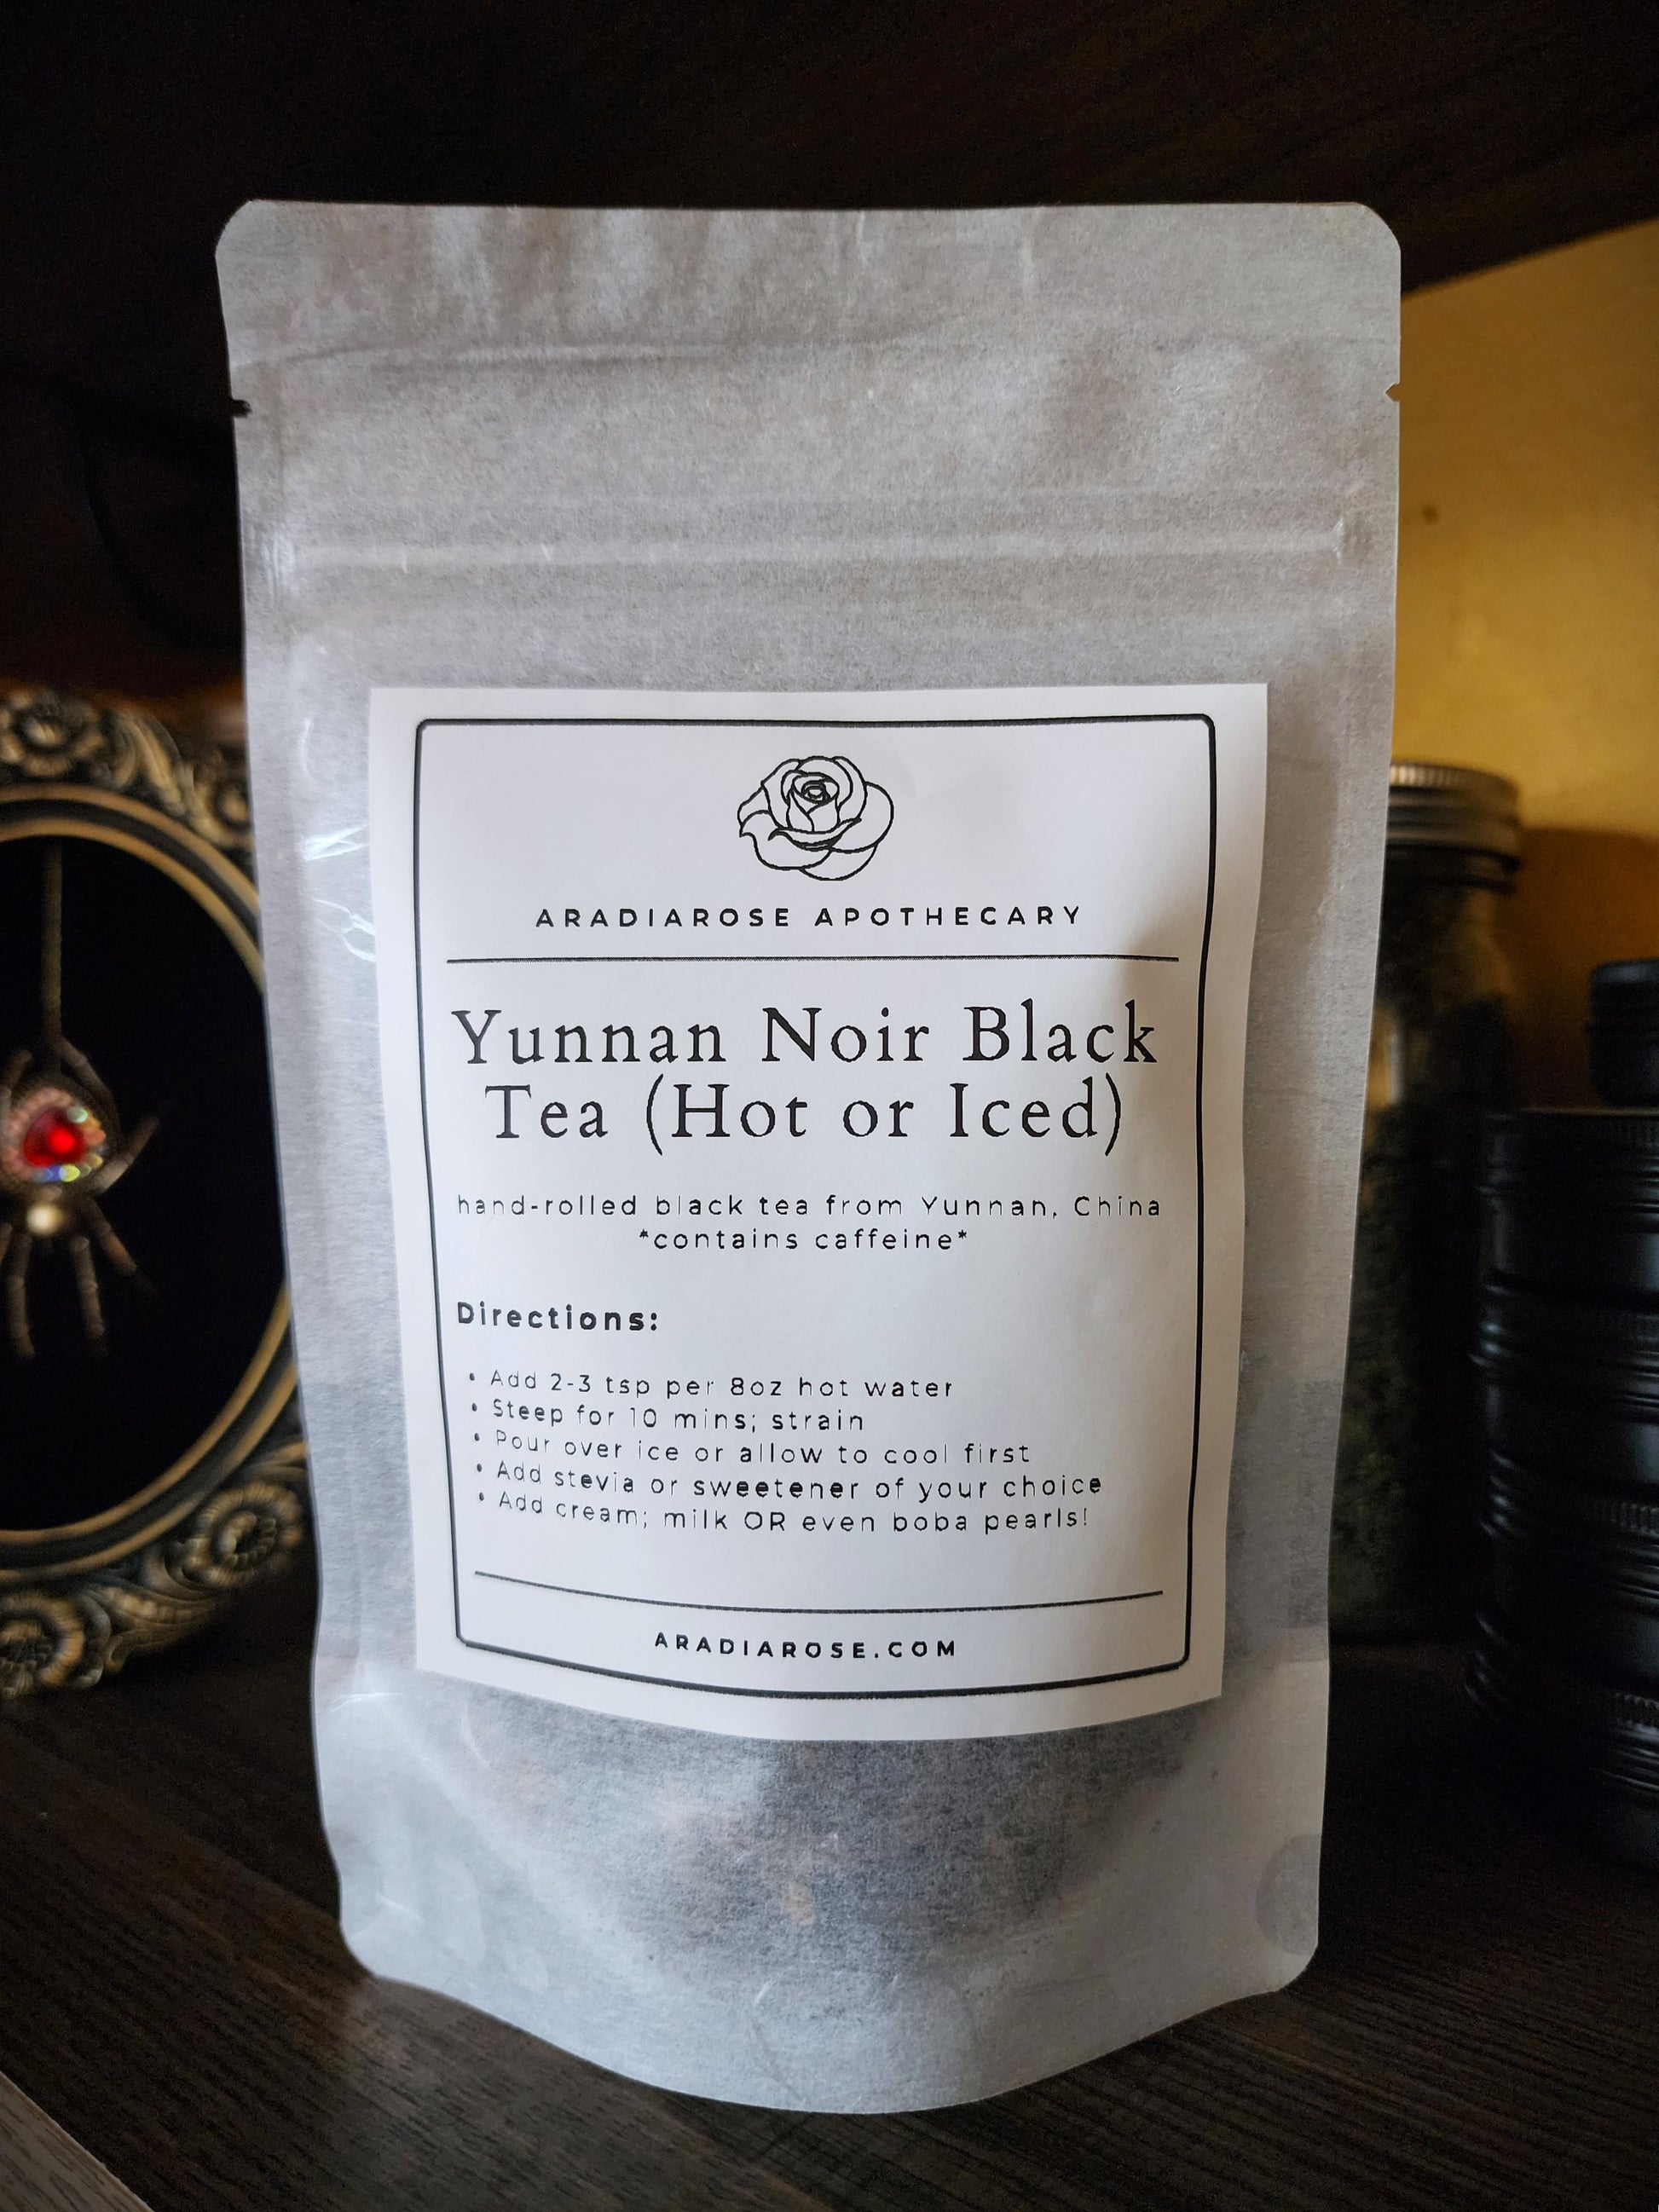 ARADIAROSE APOTHECARY
Yunnan Noir Black
Tea (Hot or Iced)
hand-rolled black tea from Yunnan, China
*contains caffeine*
Directions:
• Add 2-3 tsp per 8oz hot water
• Steep for 10 mins; strain
• Pour over ice or allow to cool first
• Add stevia or sweetener of your choice
• Add cream; milk OR even boba pearls!
ARADIAROSE.COM